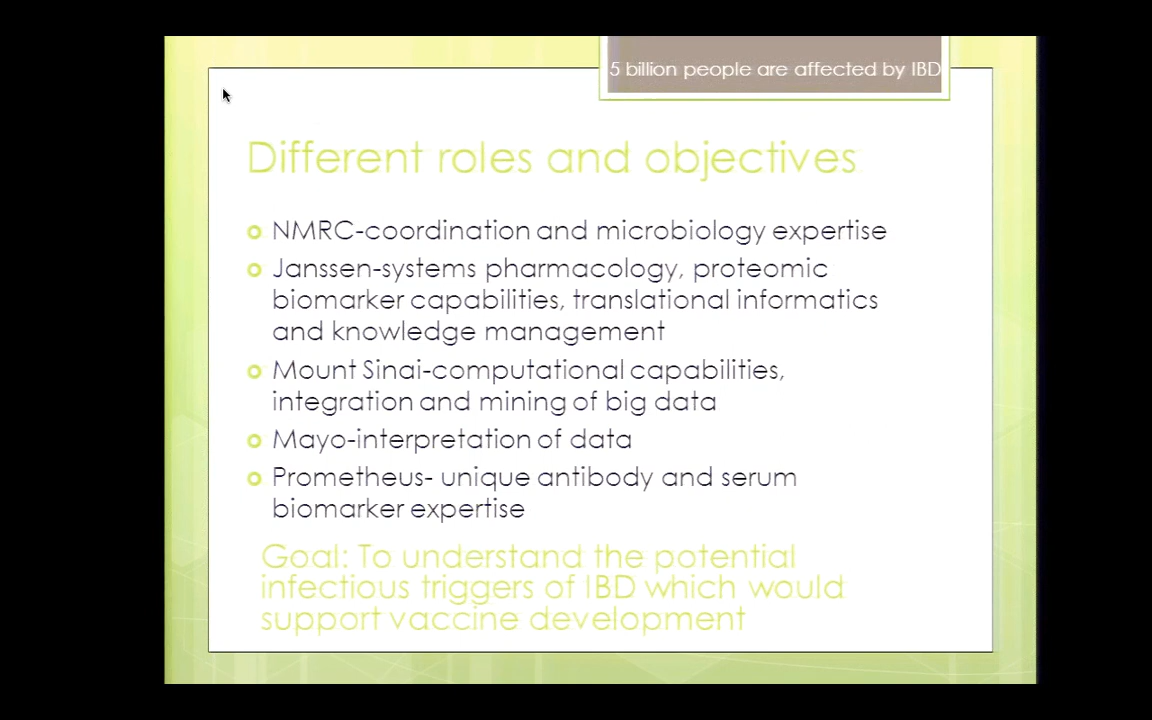 5 billion people are affected by IBD
Different roles and objectives
NMRC-coordination and microbiology expertise
Janssen-systems pharmacology, proteomic
biomarker capabilities, translational informatics
and knowledge management
Mount Sinai-computational capabilities,
integration and mining of big data
Mayo-interpretation of data
Prometheus- unique antibody and serum
biomarker expertise
Goal: To understand the potential
infectious triggers of IBD which would
support vaccine development